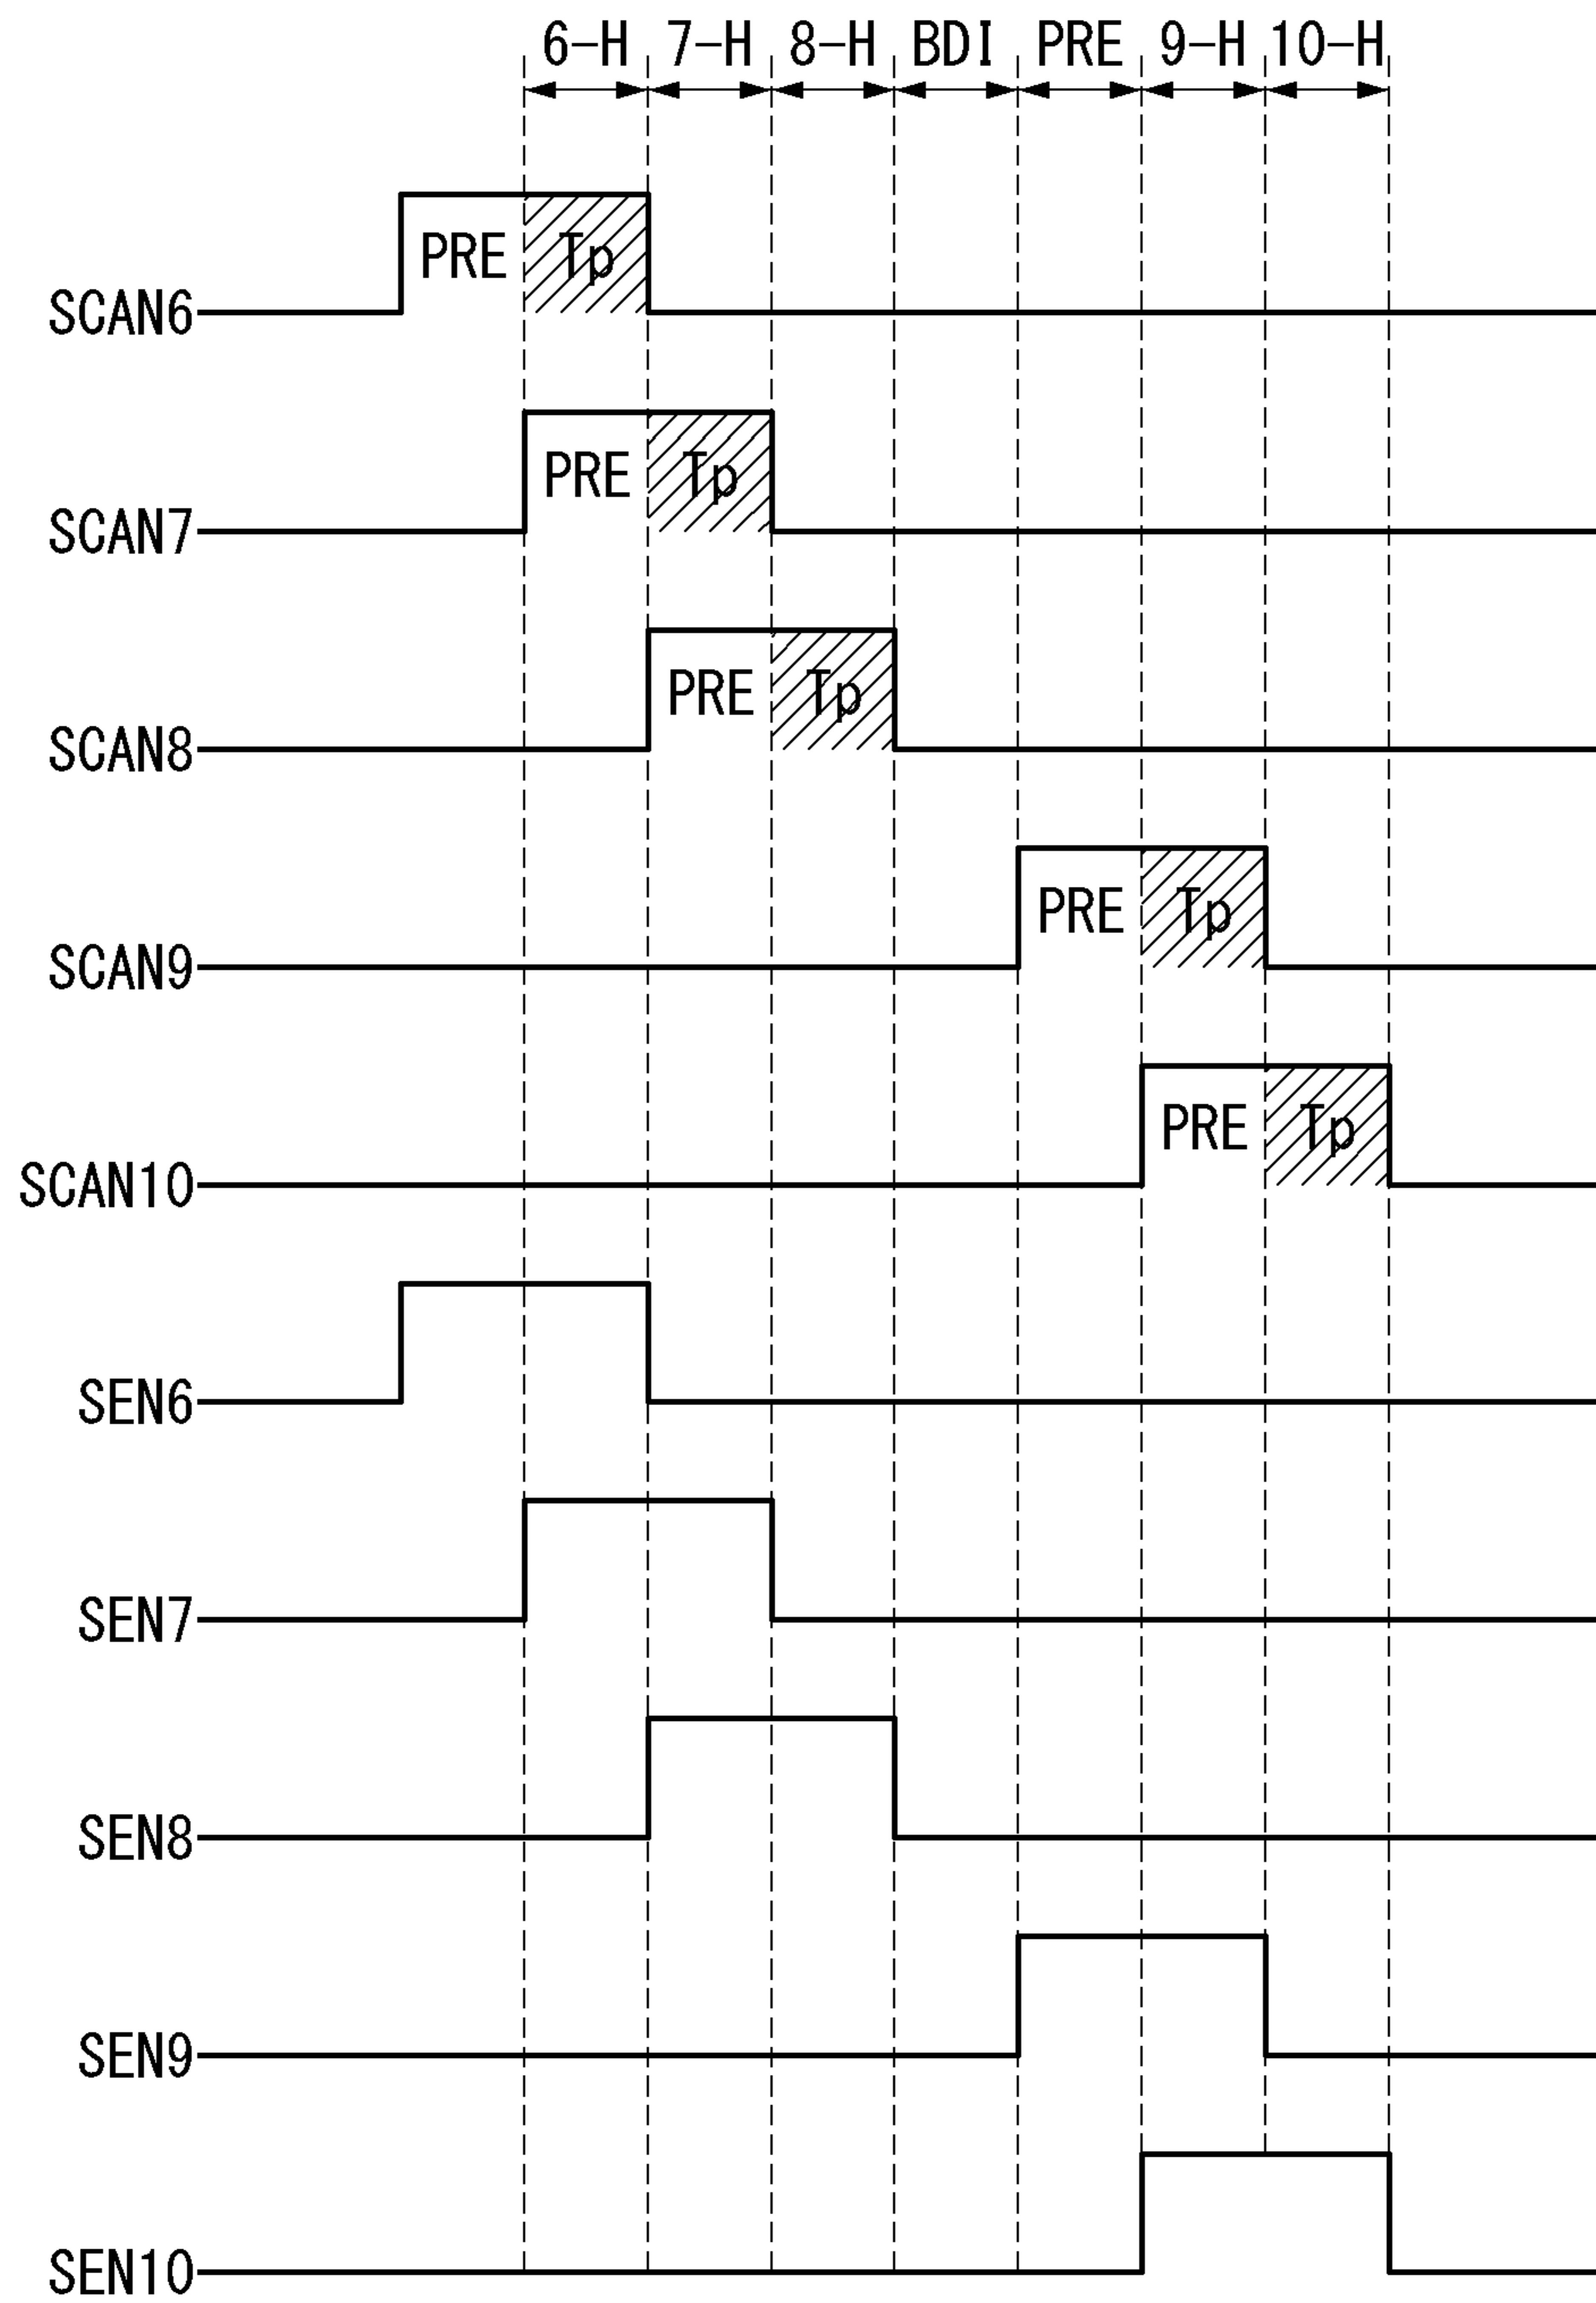 6-H 7-H 8-H BDI PRE 9-H 10-H
PRE Tp
SCAN6
PRE Tp
SCAN7
PRE Tp
SCAN8
PRE Tp
SCAN9
PRE Tp
SCAN10
SEN6
SEN7
SEN8
SEN9
SEN10